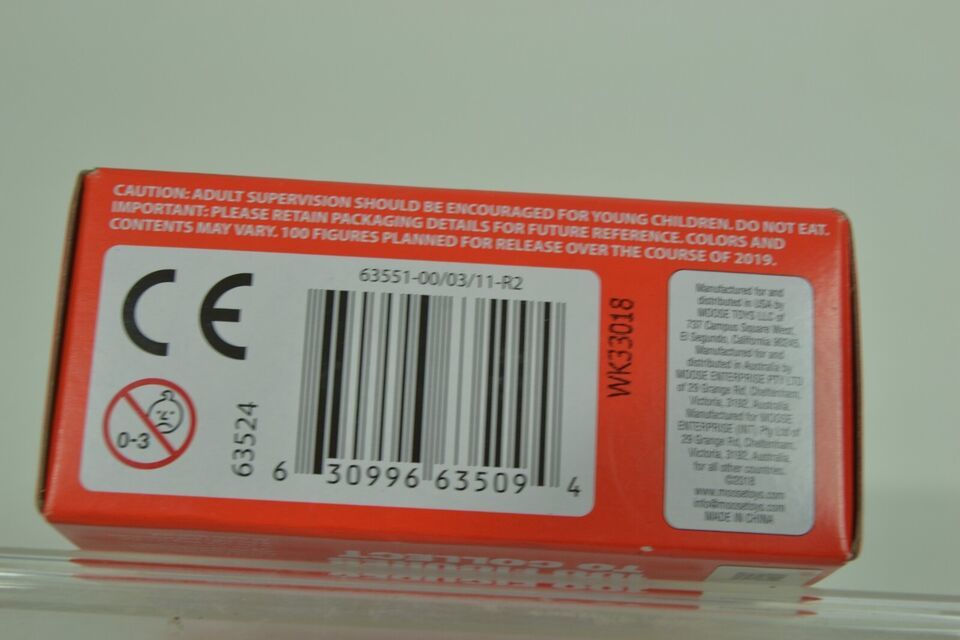 CAUTION: ADULT SUPERVISION SHOULD BE ENCOURAGED FOR YOUNG CHILDREN. DO NOT EAT.
IMPORTANT: PLEASE RETAIN PACKAGING DETAILS FOR FUTURE REFERENCE. COLORS AND
CONTENTS MAY VARY. 100 FIGURES PLANNED FOR RELEASE OVER THE COURSE OF 2019.
CE
63551-00/03/11-R2
0-3
63524
6 30996 63509 4
WK33018
Manufactured for and
distributed in USA by
MOOSE TOYS LLC of
737 Campus Square West,
El Segundo, California 90245.
Manufactured for and
distributed in Australia by
MOOSE ENTERPRISE PTY LTD
of 29 Grange Rd, Cheltenham,
Victoria, 3192, Australia.
Manufactured for MOOSE
ENTERPRISE (INT) Pty Ltd of
29 Grange Rd, Cheltenham,
Victoria, 3192, Australia,
for all other countries.
©2018
www.moosetoys.com
info@moosetoys.com
MADE IN CHINA
100 FIGURES
TO COLLECT